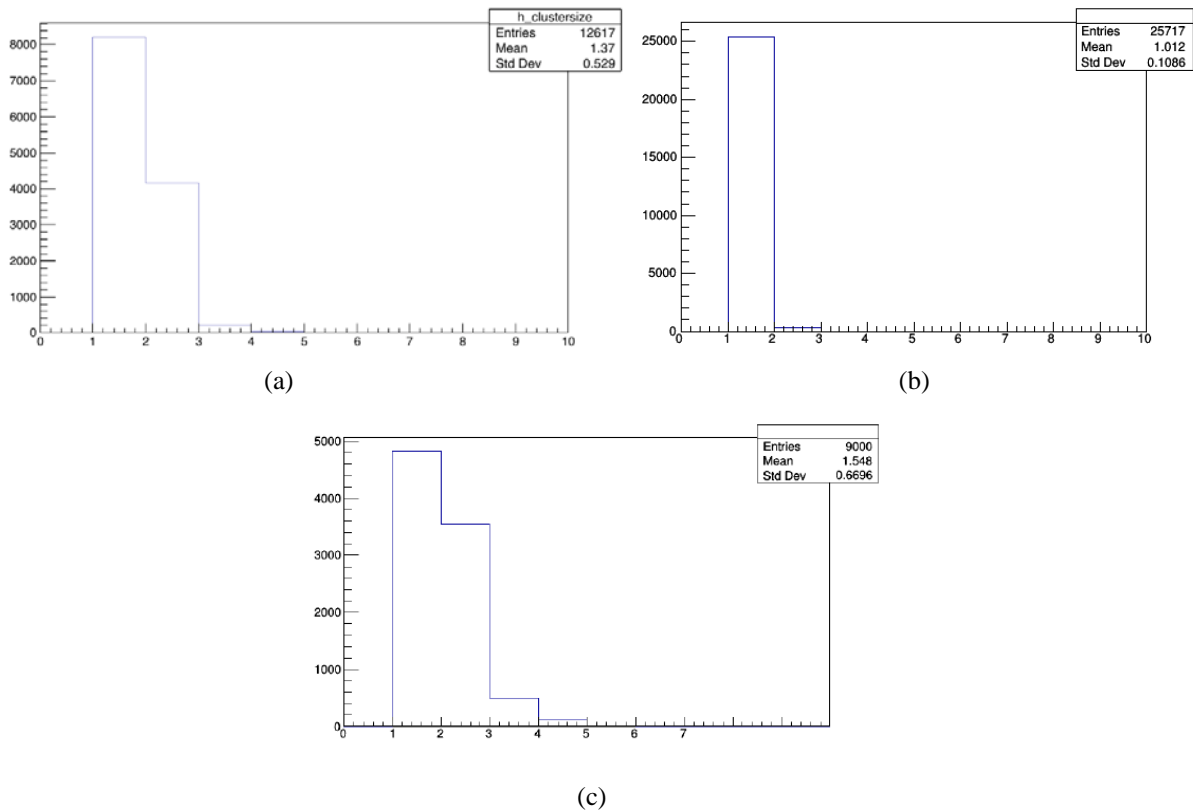 h_clustersize
Entries 12617
Mean 1.37
Std Dev 0.529
8000
7000
6000
5000
4000
3000
2000
1000
0
0 1 2 3 4 5 6 7 8 9 10
(a)
Entries 25717
Mean 1.012
Std Dev 0.1086
25000
20000
15000
10000
5000
0
0 1 2 3 4 5 6 7 8 9 10
(b)
Entries 9000
Mean 1.548
Std Dev 0.6696
5000
4000
3000
2000
1000
0
0 1 2 3 4 5 6 7
(c)